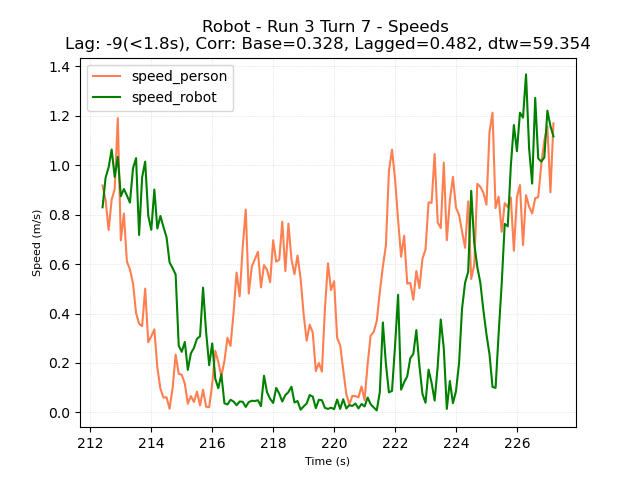 Robot - Run 3 Turn 7 - Speeds
Lag: -9(<1.8s), Corr: Base=0.328, Lagged=0.482, dtw=59.354
speed_person
speed_robot
1.4
1.2
1.0
0.8
0.6
0.4
0.2
0.0
Speed (m/s)
212 214 216 218 220 222 224 226
Time (s)